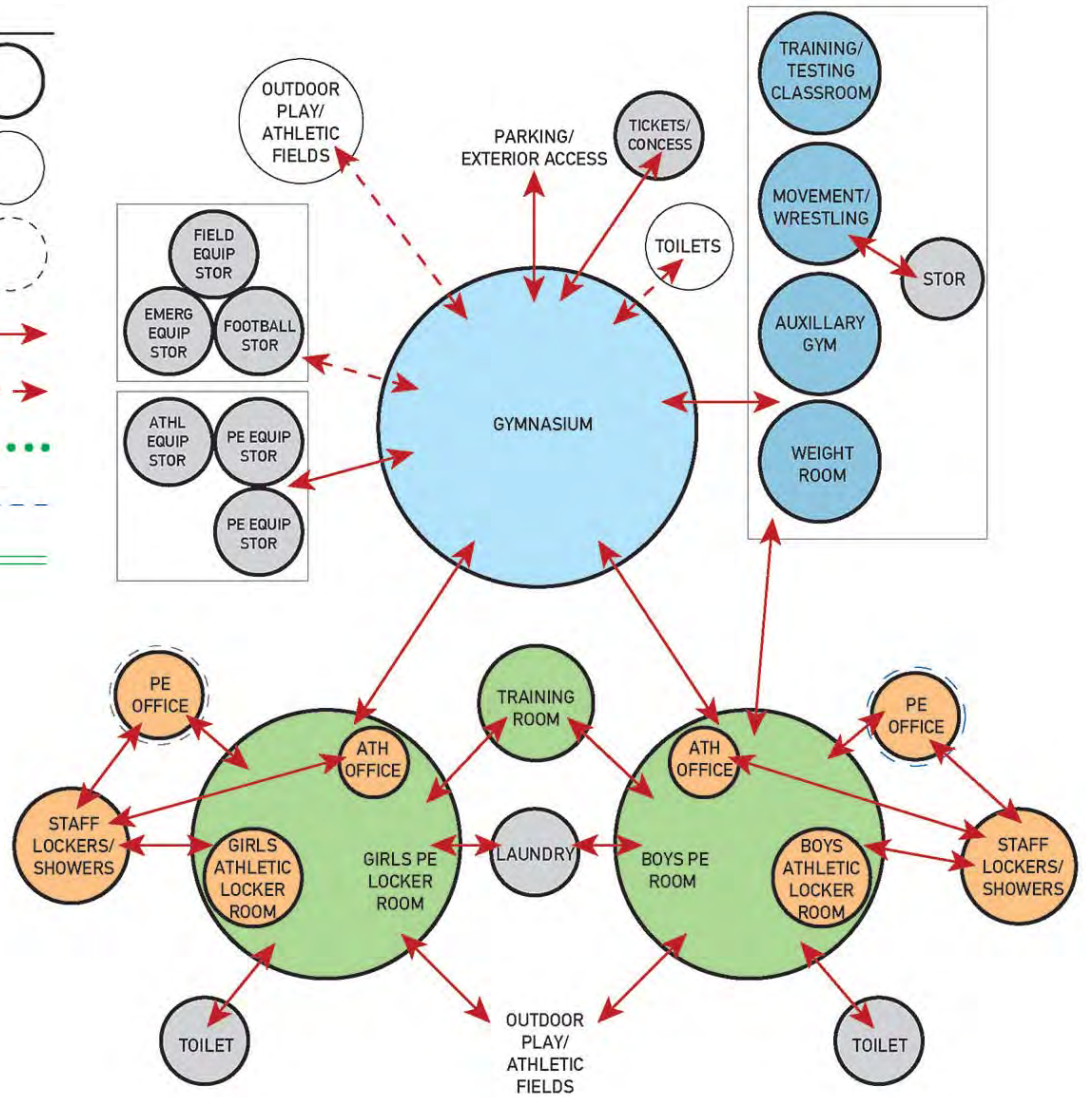 OUTDOOR
PLAY/
ATHLETIC
FIELDS
PARKING/
EXTERIOR ACCESS
TICKETS/
CONCESS
TOILETS
TRAINING/
TESTING
CLASSROOM
MOVEMENT/
WRESTLING
STOR
AUXILLARY
GYM
WEIGHT
ROOM
FIELD
EQUIP
STOR
EMERG
EQUIP
STOR
FOOTBALL
STOR
ATHL
EQUIP
STOR
PE EQUIP
STOR
PE EQUIP
STOR
GYMNASIUM
PE
OFFICE
STAFF
LOCKERS/
SHOWERS
ATH
OFFICE
GIRLS
ATHLETIC
LOCKER
ROOM
GIRLS PE
LOCKER
ROOM
TOILET
TRAINING
ROOM
LAUNDRY
ATH
OFFICE
BOYS PE
ROOM
BOYS
ATHLETIC
LOCKER
ROOM
PE
OFFICE
STAFF
LOCKERS/
SHOWERS
TOILET
OUTDOOR
PLAY/
ATHLETIC
FIELDS